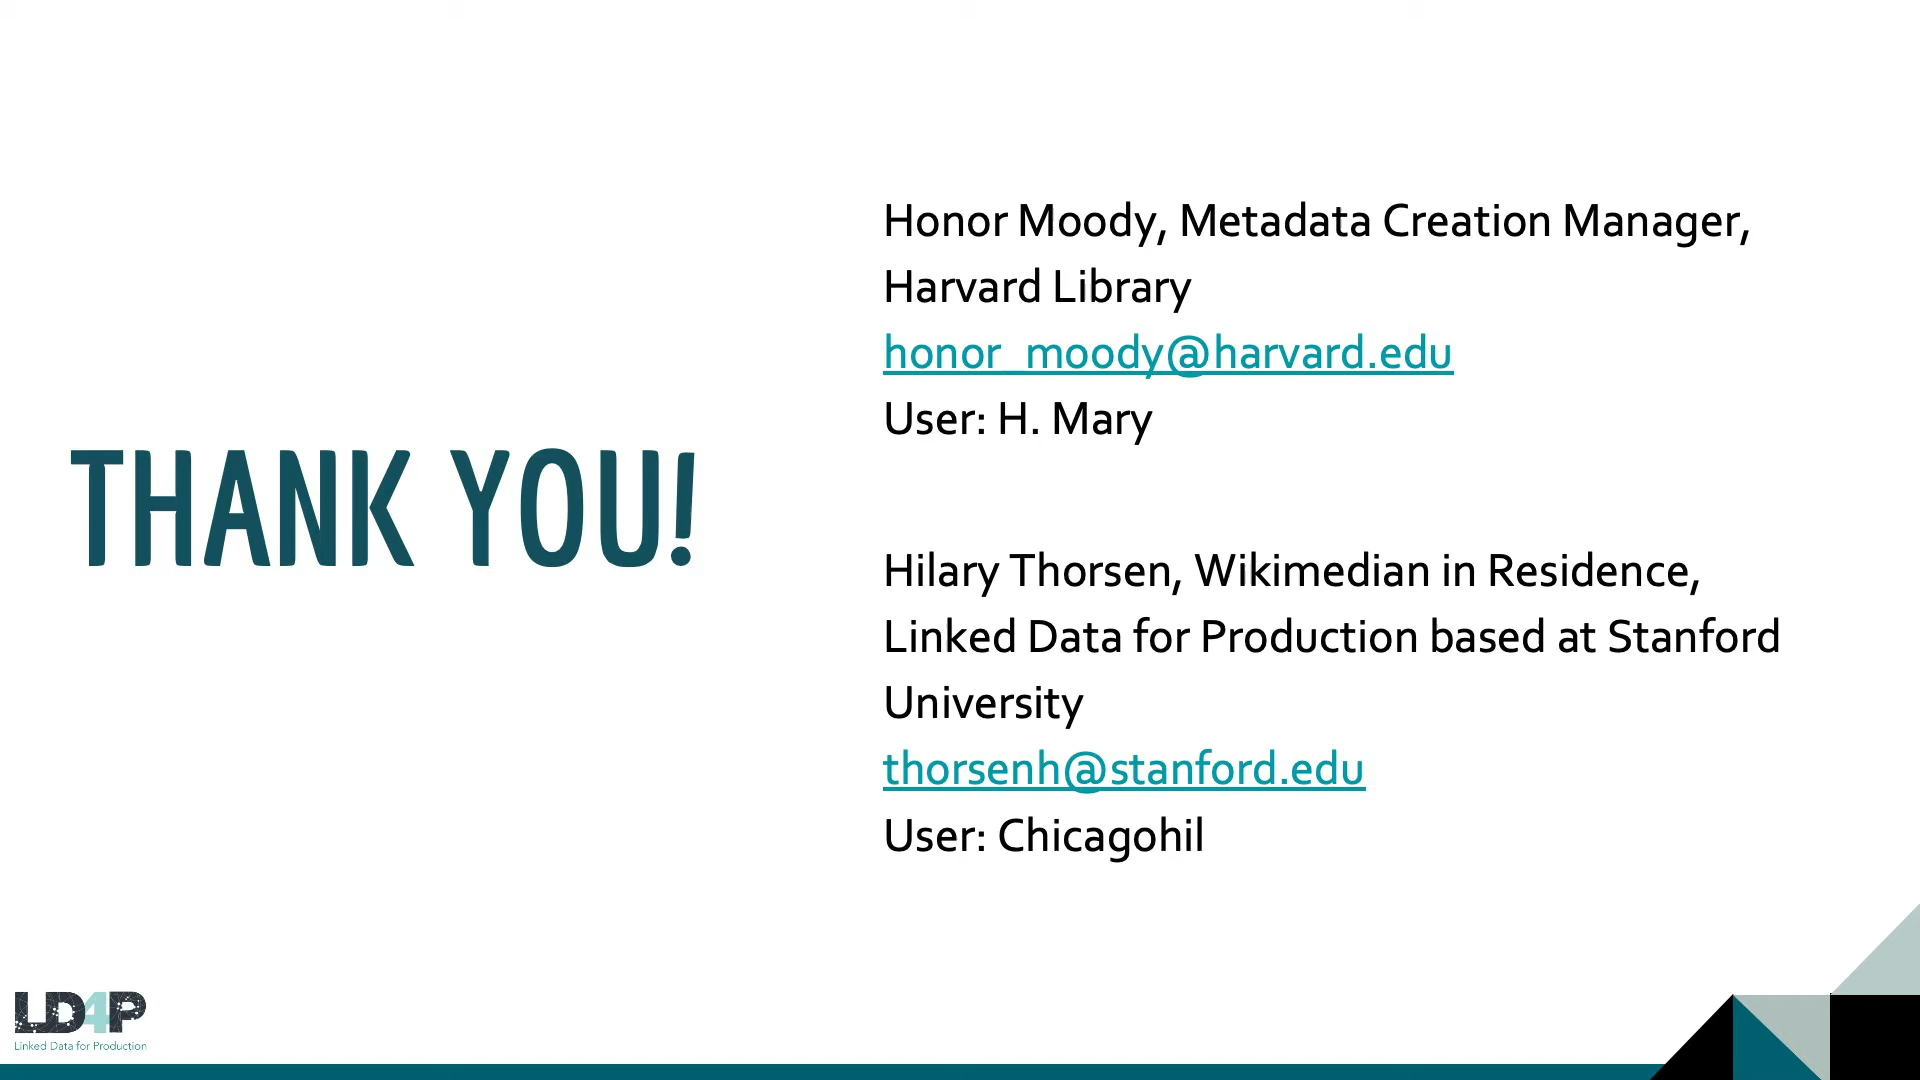 THANK YOU!
Honor Moody, Metadata Creation Manager,
Harvard Library
honor_moody@harvard.edu
User: H. Mary
Hilary Thorsen, Wikimedian in Residence,
Linked Data for Production based at Stanford
University
thorsenh@stanford.edu
User: Chicagohil
LD4P
Linked Data for Production